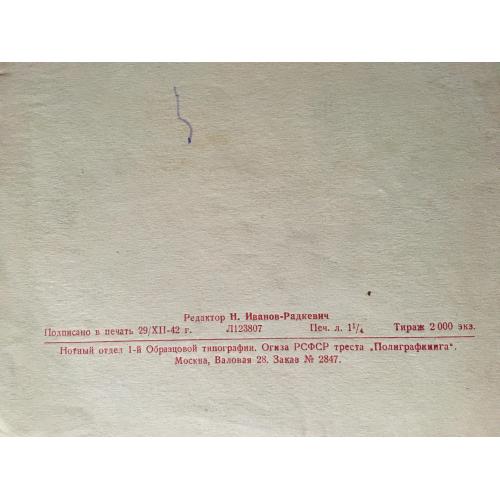 Редактор Н. Иванов-Радкевич
Подписано в печать 29/XII-42 г. Л123807 Печ. л. 1¹/₄ Тираж 2 000 экз.
Нотный отдел 1-й Образцовой типографии. Огиза РСФСР треста „Полиграфкнига“.
Москва, Валовая 28. Заказ № 2847.